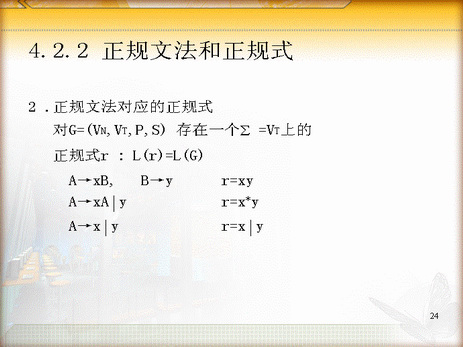 4.2.2 正规文法和正规式
2 .正规文法对应的正规式
对G=(VN,VT,P,S) 存在一个Σ =VT上的
正规式r : L(r)=L(G)
A→xB, B→y r=xy
A→xA|y r=x*y
A→x|y r=x|y
24